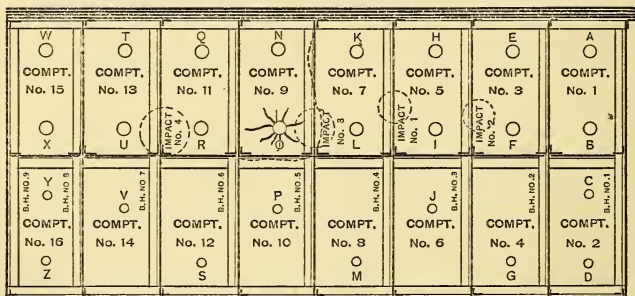 W T Q N K H E A
COMPT. COMPT. COMPT. COMPT. COMPT. COMPT. COMPT. COMPT.
No. 15 No. 13 No. 11 No. 9 No. 7 No. 5 No. 3 No. 1
IMPACT No. 4
IMPACT No. 3
IMPACT No. 1
IMPACT No. 2
X U R O L I F B
B.H. NO.9 B.H. NO 8 B.H. NO.7 B.H. NO.6 B.H. NO.5 B.H. NO.4 B.H. NO.3 B.H. NO.2 B.H. NO.1
Y V P J C
COMPT. COMPT. COMPT. COMPT. COMPT. COMPT. COMPT. COMPT.
No. 16 No. 14 No. 12 No. 10 No. 8 No. 6 No. 4 No. 2
Z S M G D